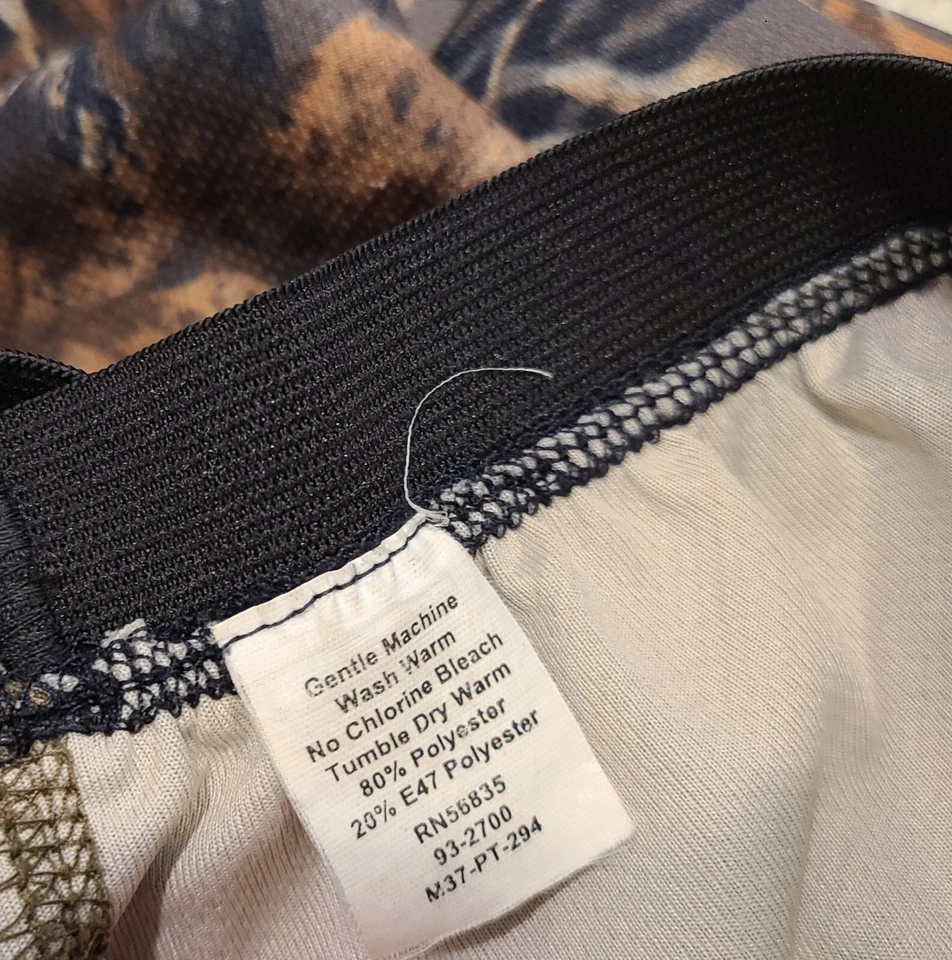 Gentle Machine
Wash Warm
No Chlorine Bleach
Tumble Dry Warm
80% Polyester
20% E47 Polyester
RN56835
93-2700
M37-PT-294